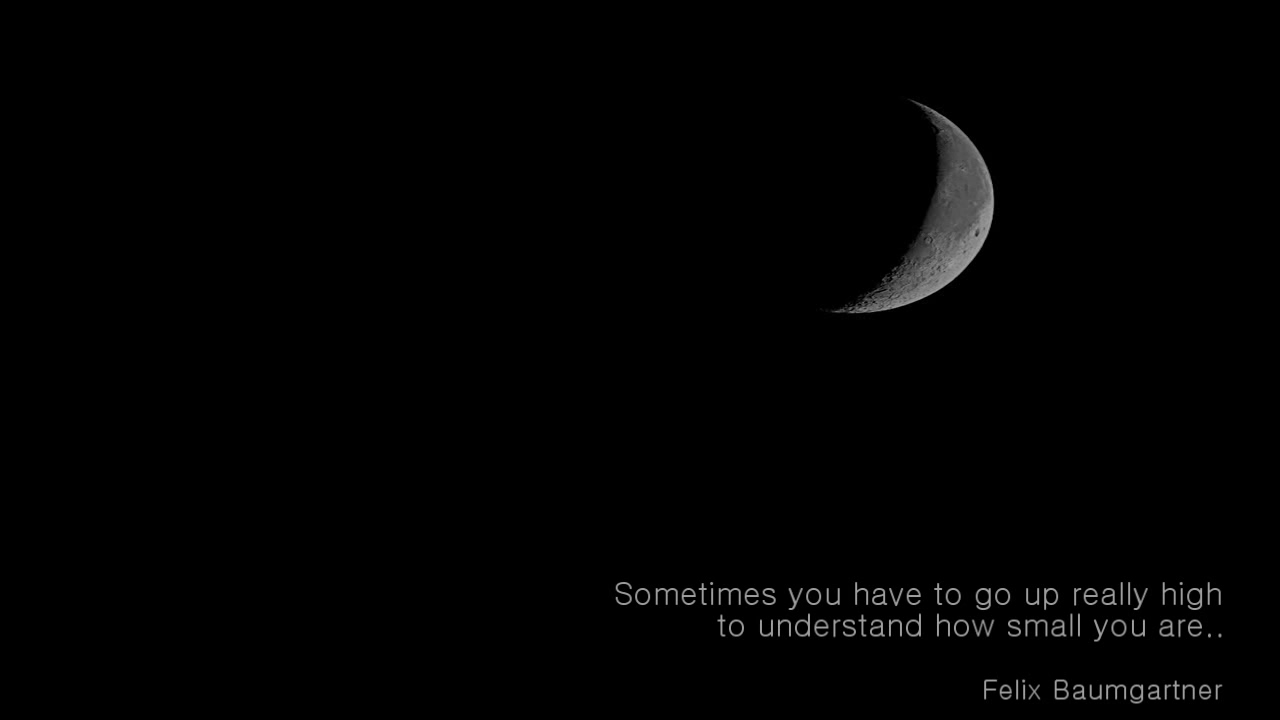 Sometimes you have to go up really high
to understand how small you are..
Felix Baumgartner